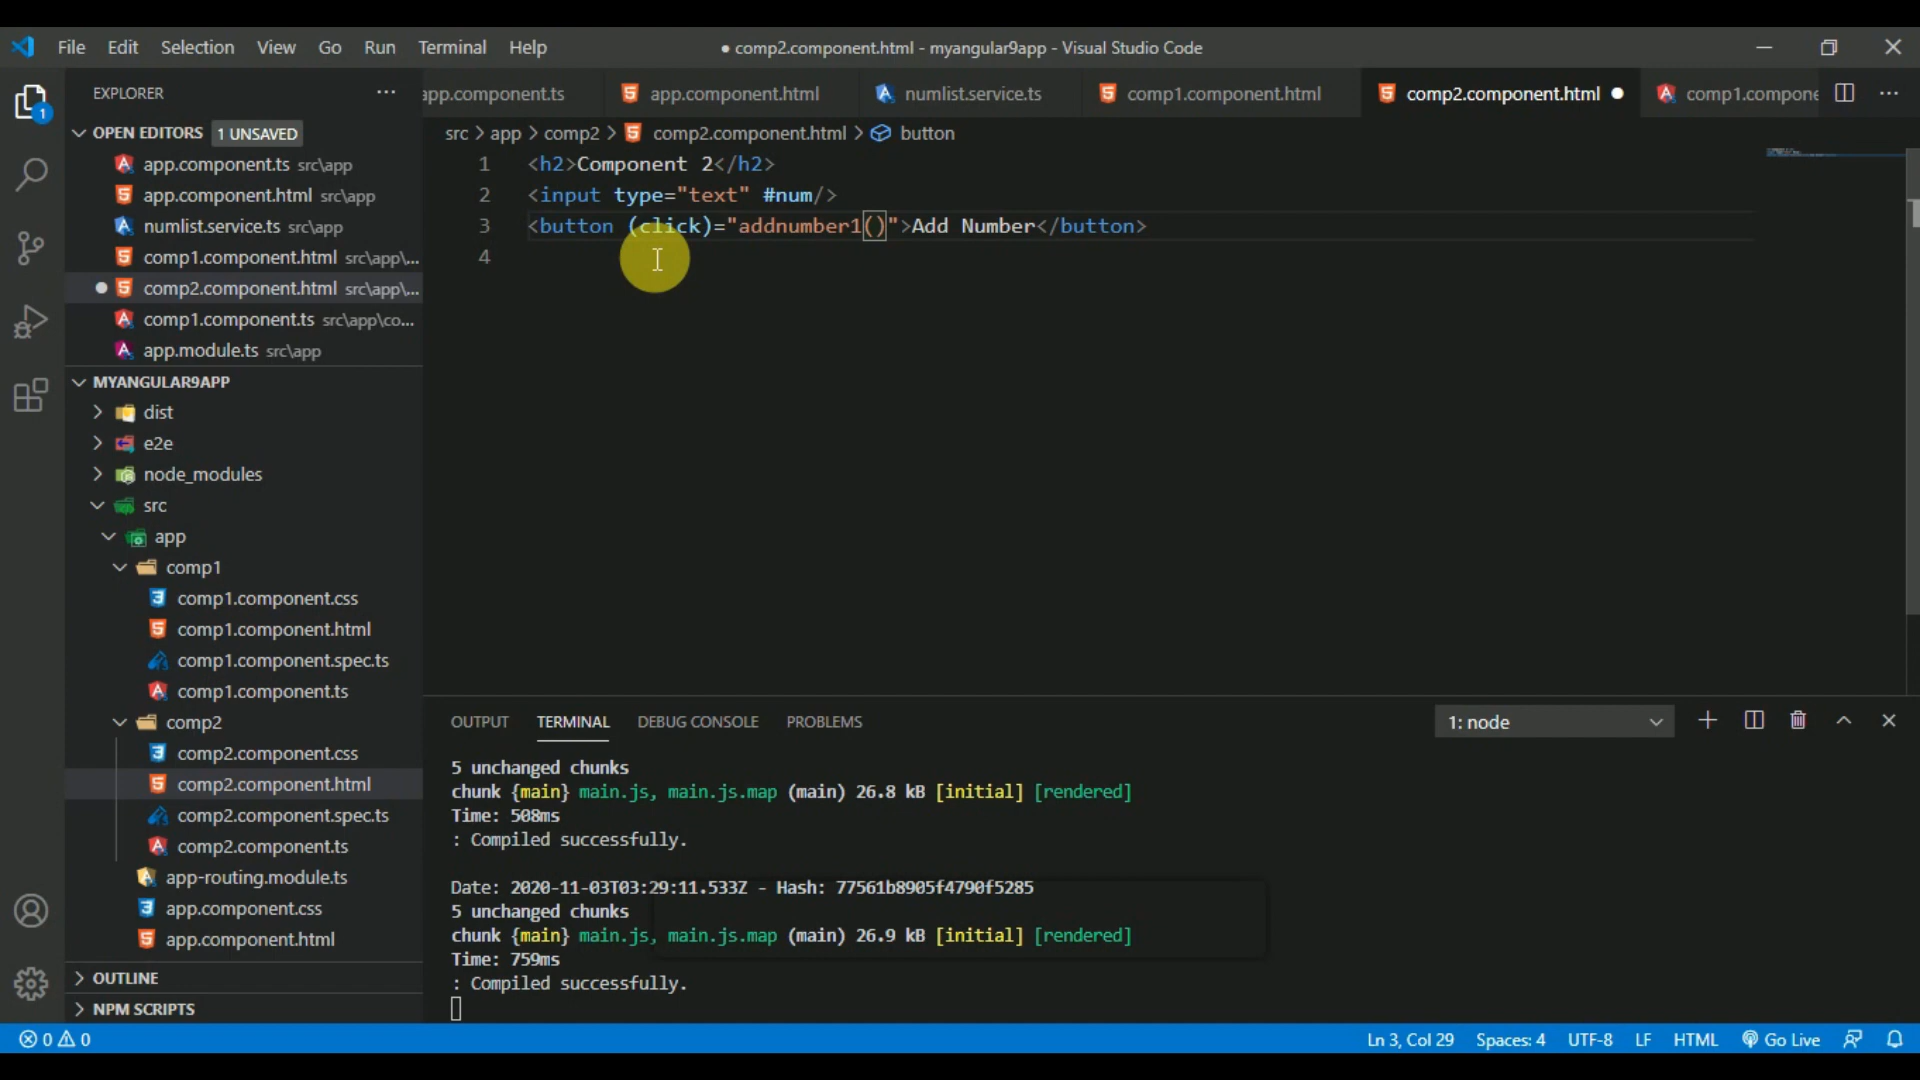 File Edit Selection View Go Run Terminal Help
● comp2.component.html - myangular9app - Visual Studio Code
EXPLORER
app.component.ts app.component.html numlist.service.ts comp1.component.html comp2.component.html ● comp1.compone
1
OPEN EDITORS 1 UNSAVED
src > app > comp2 > comp2.component.html > button
app.component.ts src\app
app.component.html src\app
numlist.service.ts src\app
comp1.component.html src\app\...
comp2.component.html src\app\...
comp1.component.ts src\app\co...
app.module.ts src\app
1 <h2>Component 2</h2>
2 <input type="text" #num/>
3 <button (click)="addnumber1()">Add Number</button>
4
MYANGULAR9APP
dist
e2e
node_modules
src
app
comp1
comp1.component.css
comp1.component.html
comp1.component.spec.ts
comp1.component.ts
comp2
comp2.component.css
comp2.component.html
comp2.component.spec.ts
comp2.component.ts
app-routing.module.ts
app.component.css
app.component.html
OUTLINE
NPM SCRIPTS
OUTPUT TERMINAL DEBUG CONSOLE PROBLEMS
1: node
5 unchanged chunks
chunk {main} main.js, main.js.map (main) 26.8 kB [initial] [rendered]
Time: 508ms
: Compiled successfully.
Date: 2020-11-03T03:29:11.533Z - Hash: 77561b8905f4790f5285
5 unchanged chunks
chunk {main} main.js, main.js.map (main) 26.9 kB [initial] [rendered]
Time: 759ms
: Compiled successfully.
0 0
Ln 3, Col 29 Spaces: 4 UTF-8 LF HTML Go Live